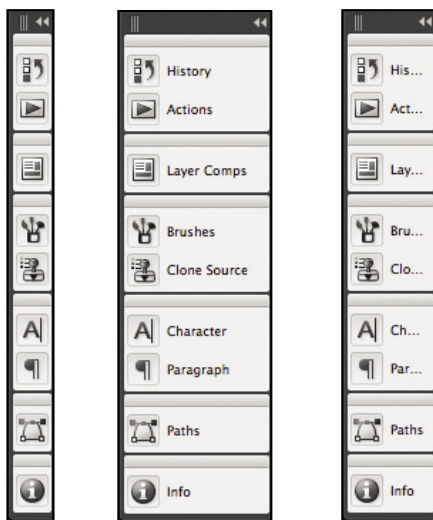 History
Actions
Layer Comps
Brushes
Clone Source
Character
Paragraph
Paths
Info
His...
Act...
Lay...
Bru...
Clo...
Ch...
Par...
Paths
Info